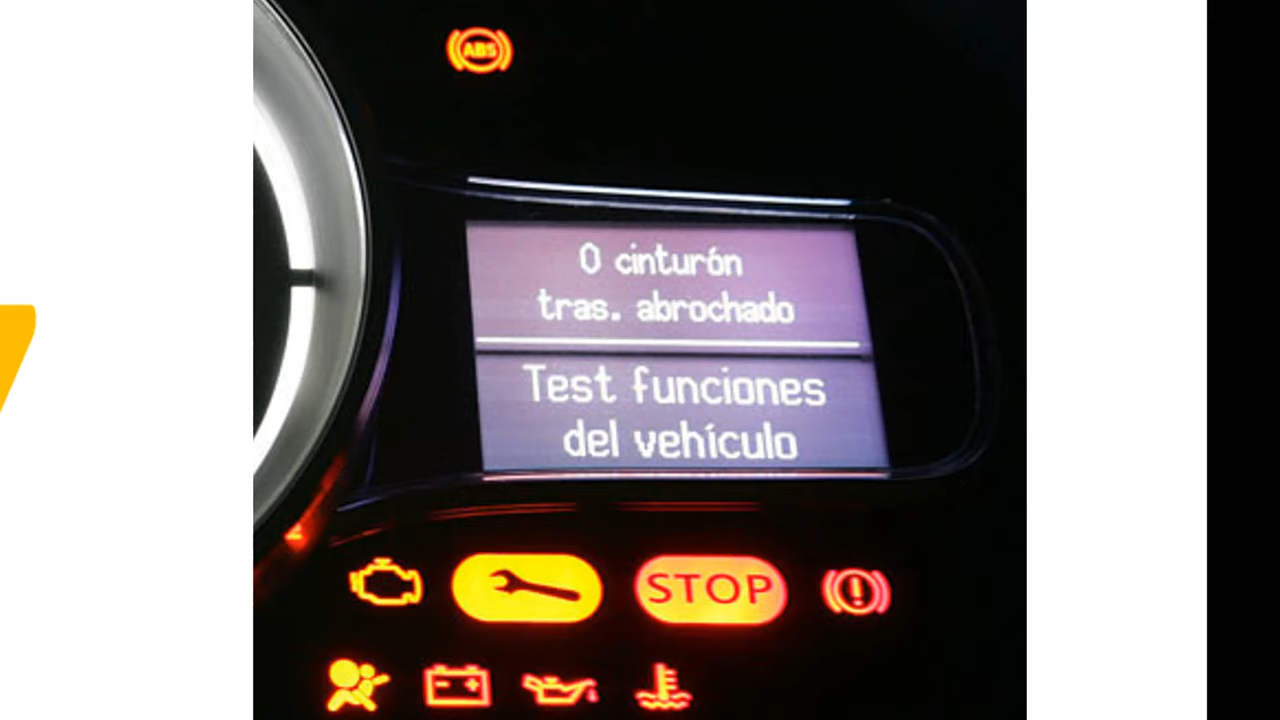 ABS
0 cinturón
tras. abrochado
Test funciones
del vehículo
STOP